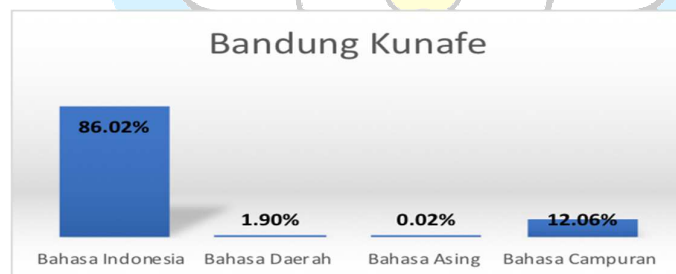 Bandung Kunafe
86.02%
1.90%
0.02%
12.06%
Bahasa Indonesia
Bahasa Daerah
Bahasa Asing
Bahasa Campuran